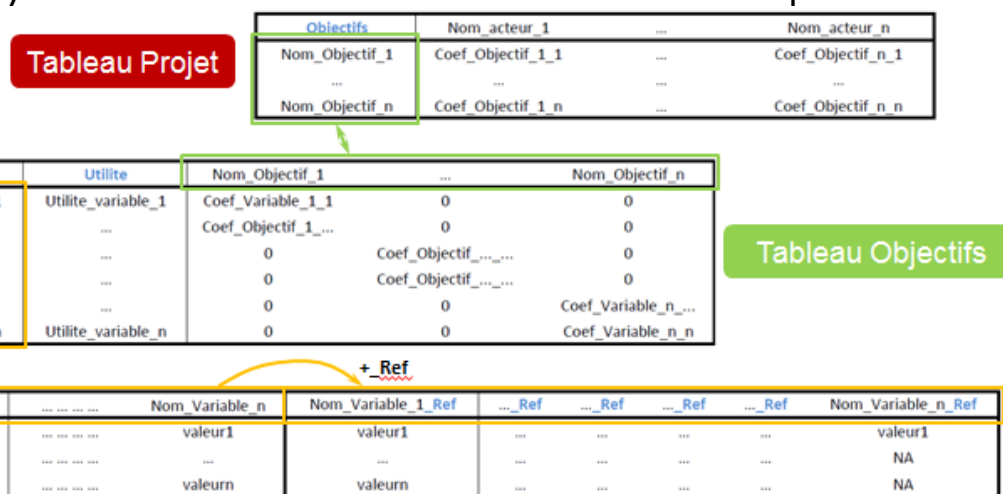 Objectifs Nom_acteur_1 ... Nom_acteur_n
Tableau Projet
Nom_Objectif_1 Coef_Objectif_1_1 ... Coef_Objectif_n_1
... ... ... ...
Nom_Objectif_n Coef_Objectif_1_n ... Coef_Objectif_n_n
Utilite Nom_Objectif_1 ... Nom_Objectif_n
Utilite_variable_1 Coef_Variable_1_1 0 0
... Coef_Objectif_1_... 0 0
... 0 Coef_Objectif_..._... 0
Tableau Objectifs
... 0 Coef_Objectif_..._... 0
... 0 0 Coef_Variable_n_...
Utilite_variable_n 0 0 Coef_Variable_n_n
+_Ref
... ... ... ... Nom_Variable_n Nom_Variable_1_Ref ..._Ref ..._Ref ..._Ref ..._Ref Nom_Variable_n_Ref
... ... ... ... valeur1 valeur1 ... ... ... ... valeur1
... ... ... ... ... ... ... ... ... ... NA
... ... ... ... valeurn valeurn ... ... ... ... NA